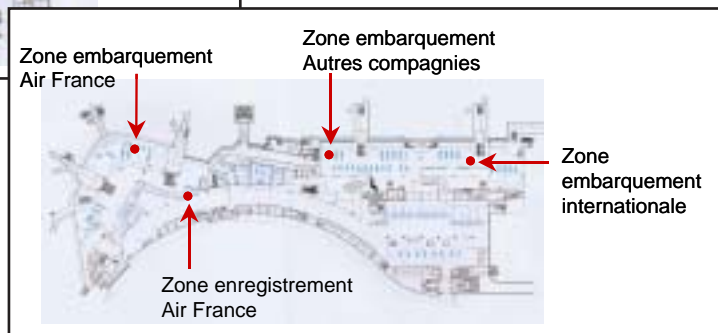 Zone embarquement
Air France
Zone embarquement
Autres compagnies
Zone
embarquement
internationale
Zone enregistrement
Air France